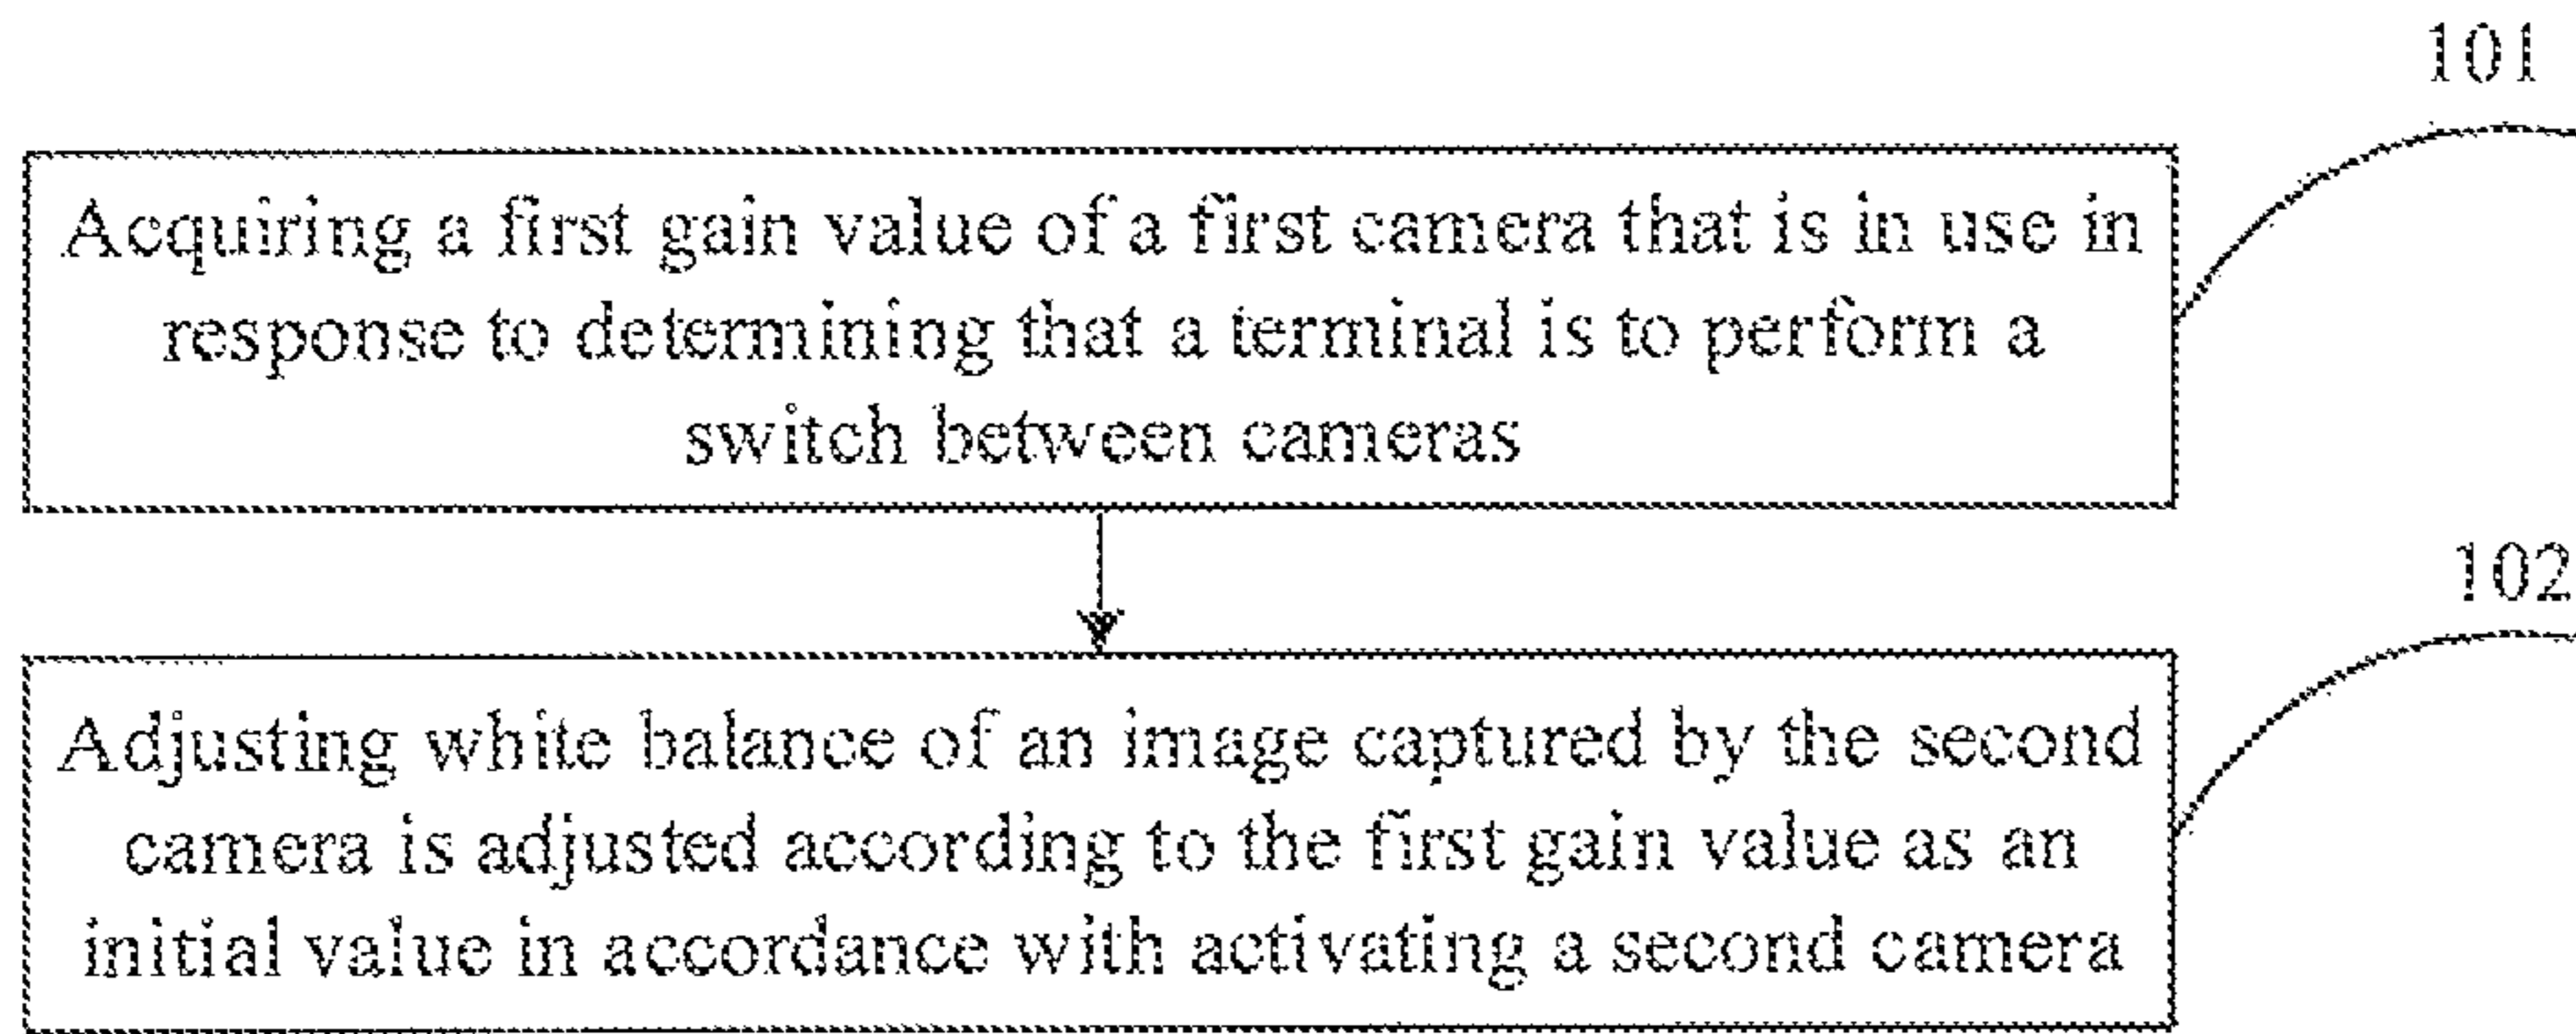 101
Acquiring a first gain value of a first camera that is in use in
response to determining that a terminal is to perform a
switch between cameras
102
Adjusting white balance of an image captured by the second
camera is adjusted according to the first gain value as an
initial value in accordance with activating a second camera